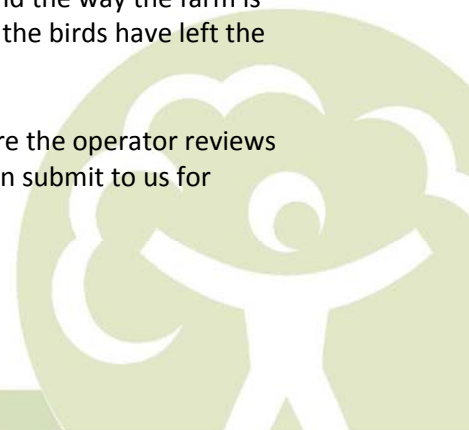 nd the way the farm is
the birds have left the
re the operator reviews
n submit to us for